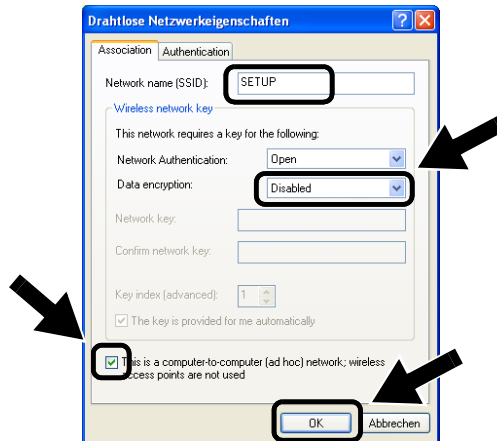 Drahtlose Netzwerkeigenschaften
Association Authentication
Network name (SSID): SETUP
Wireless network key
This network requires a key for the following:
Network Authentication: Open
Data encryption: Disabled
Network key:
Confirm network key:
Key index (advanced): 1
The key is provided for me automatically
This is a computer-to-computer (ad hoc) network; wireless
access points are not used
OK Abbrechen